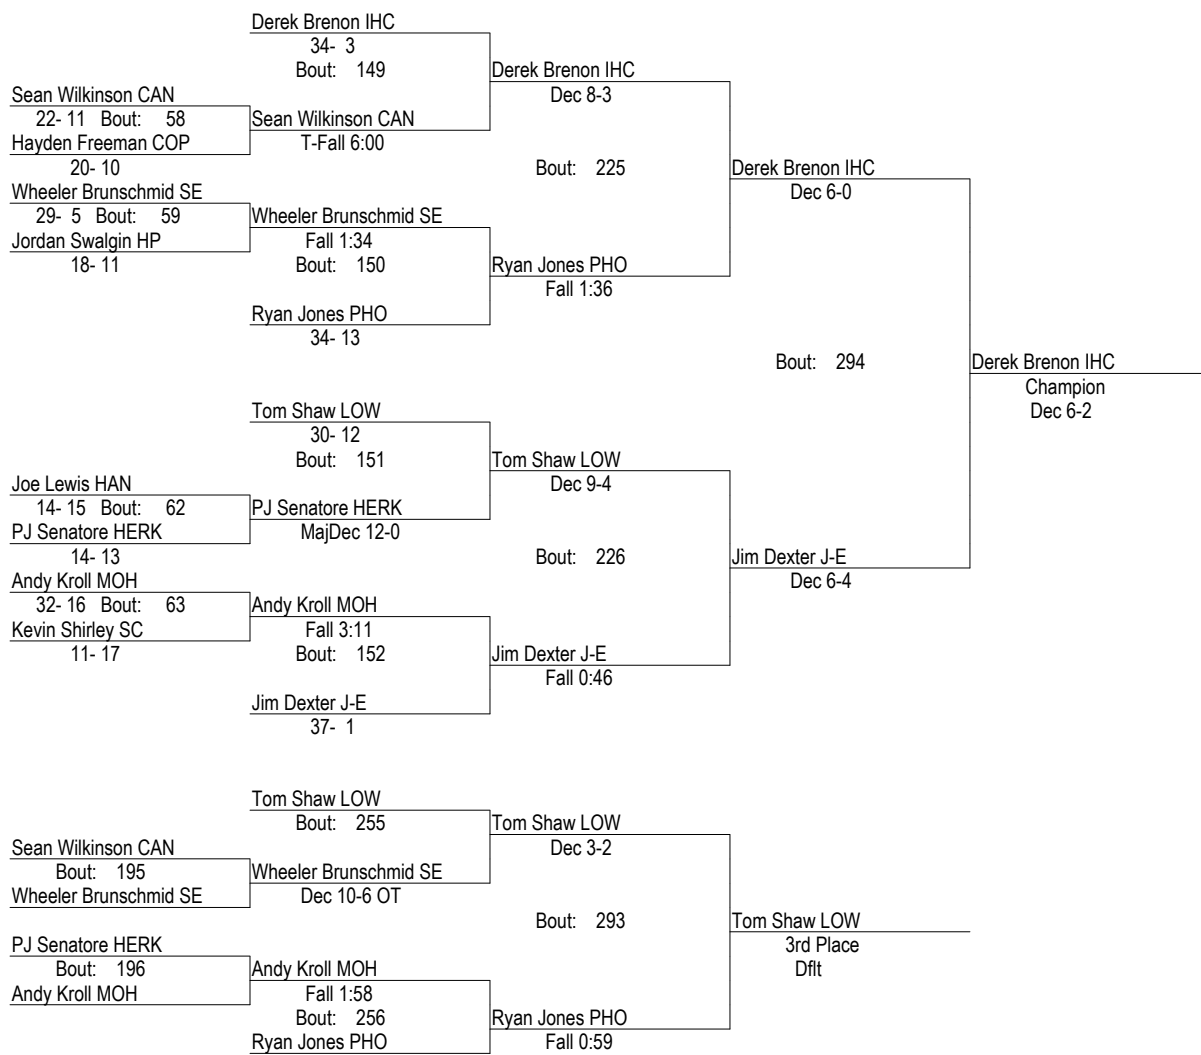 Derek Brenon IHC
34- 3
Bout: 149
Derek Brenon IHC
Dec 8-3
Sean Wilkinson CAN
22- 11 Bout: 58
Sean Wilkinson CAN
Hayden Freeman COP
T-Fall 6:00
20- 10
Bout: 225
Derek Brenon IHC
Wheeler Brunschmid SE
Dec 6-0
29- 5 Bout: 59
Wheeler Brunschmid SE
Jordan Swalgin HP
Fall 1:34
18- 11
Bout: 150
Ryan Jones PHO
Fall 1:36
Ryan Jones PHO
34- 13
Bout: 294
Derek Brenon IHC
Champion
Dec 6-2
Tom Shaw LOW
30- 12
Bout: 151
Tom Shaw LOW
Dec 9-4
Joe Lewis HAN
14- 15 Bout: 62
PJ Senatore HERK
PJ Senatore HERK
MajDec 12-0
14- 13
Bout: 226
Jim Dexter J-E
Andy Kroll MOH
Dec 6-4
32- 16 Bout: 63
Andy Kroll MOH
Kevin Shirley SC
Fall 3:11
11- 17
Bout: 152
Jim Dexter J-E
Fall 0:46
Jim Dexter J-E
37- 1
Tom Shaw LOW
Bout: 255
Tom Shaw LOW
Dec 3-2
Sean Wilkinson CAN
Bout: 195
Wheeler Brunschmid SE
Wheeler Brunschmid SE
Dec 10-6 OT
Bout: 293
Tom Shaw LOW
3rd Place
Dflt
PJ Senatore HERK
Bout: 196
Andy Kroll MOH
Andy Kroll MOH
Fall 1:58
Bout: 256
Ryan Jones PHO
Fall 0:59
Ryan Jones PHO